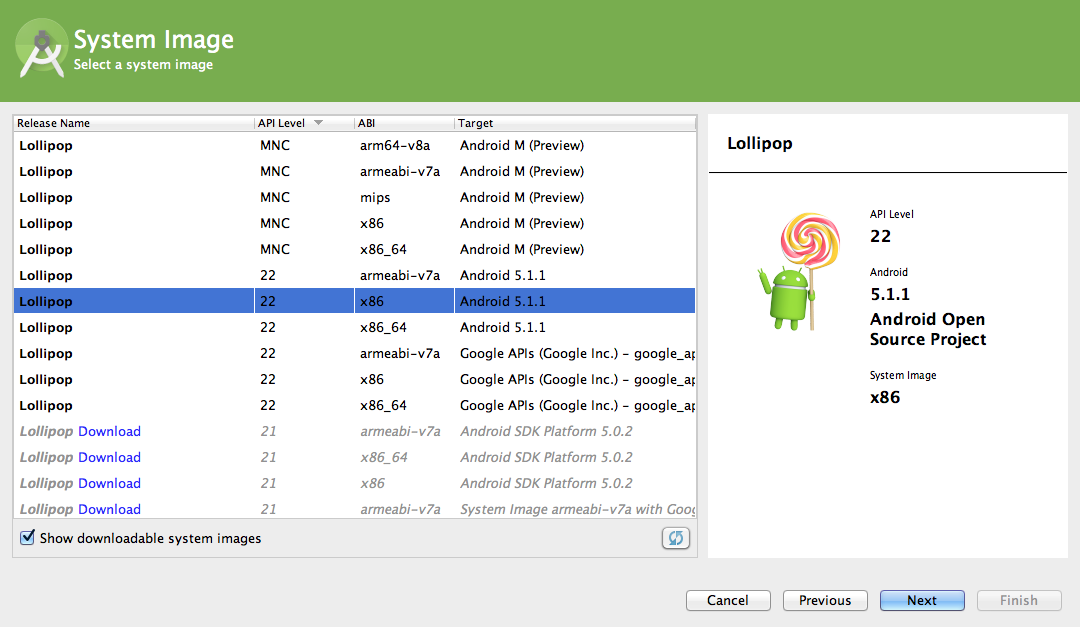 System Image
Select a system image
Release Name API Level ABI Target
Lollipop MNC arm64-v8a Android M (Preview)
Lollipop MNC armeabi-v7a Android M (Preview)
Lollipop MNC mips Android M (Preview)
Lollipop MNC x86 Android M (Preview)
Lollipop MNC x86_64 Android M (Preview)
Lollipop 22 armeabi-v7a Android 5.1.1
Lollipop 22 x86 Android 5.1.1
Lollipop 22 x86_64 Android 5.1.1
Lollipop 22 armeabi-v7a Google APIs (Google Inc.) - google_ap
Lollipop 22 x86 Google APIs (Google Inc.) - google_ap
Lollipop 22 x86_64 Google APIs (Google Inc.) - google_ap
Lollipop Download 21 armeabi-v7a Android SDK Platform 5.0.2
Lollipop Download 21 x86_64 Android SDK Platform 5.0.2
Lollipop Download 21 x86 Android SDK Platform 5.0.2
Lollipop Download 21 armeabi-v7a System Image armeabi-v7a with Goog
Show downloadable system images
Lollipop
API Level
22
Android
5.1.1
Android Open
Source Project
System Image
x86
Cancel Previous Next Finish